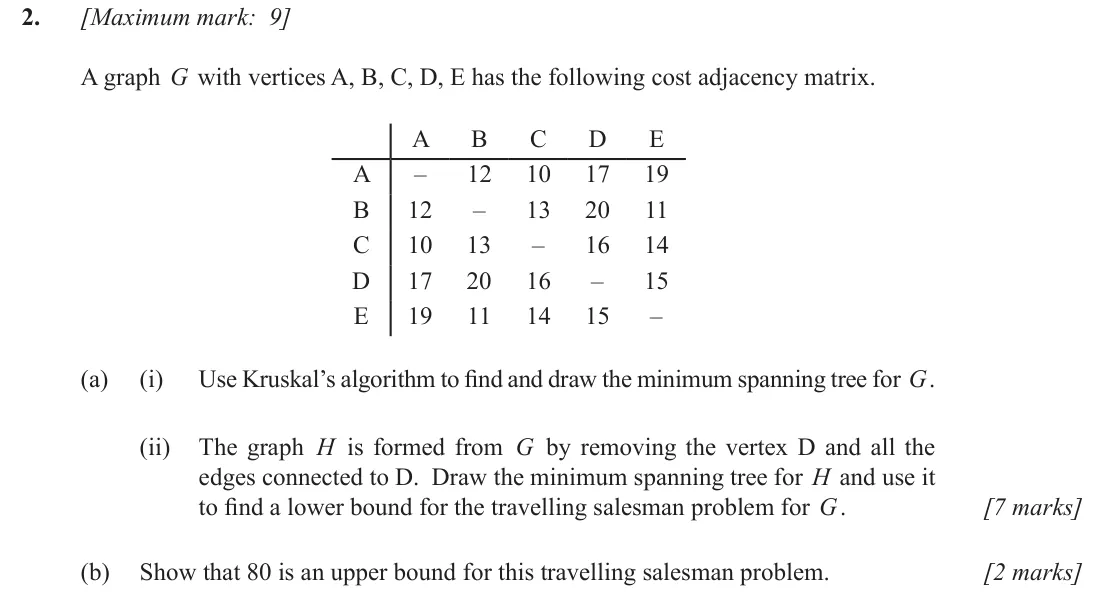 2. [Maximum mark: 9]
A graph G with vertices A, B, C, D, E has the following cost adjacency matrix.
A B C D E
A – 12 10 17 19
B 12 – 13 20 11
C 10 13 – 16 14
D 17 20 16 – 15
E 19 11 14 15 –
(a) (i) Use Kruskal’s algorithm to find and draw the minimum spanning tree for G.
(ii) The graph H is formed from G by removing the vertex D and all the
edges connected to D. Draw the minimum spanning tree for H and use it
to find a lower bound for the travelling salesman problem for G. [7 marks]
(b) Show that 80 is an upper bound for this travelling salesman problem. [2 marks]